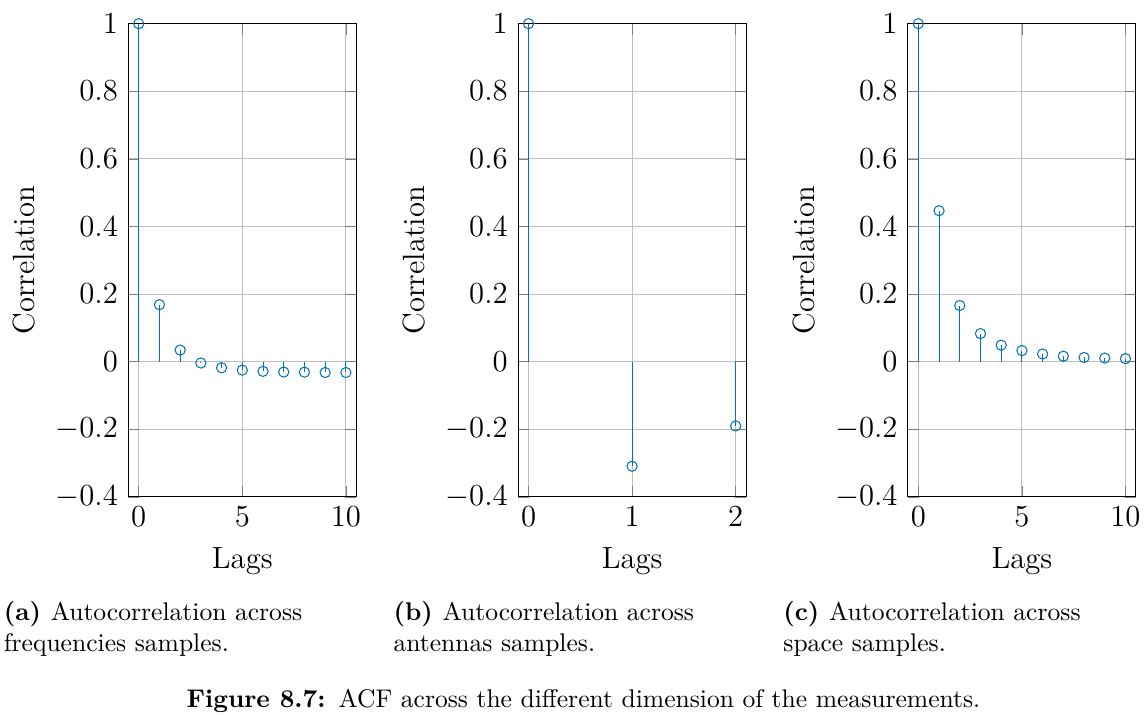 1
0.8
0.6
0.4
0.2
0
−0.2
−0.4
0 5 10
Lags
Correlation
1
0.8
0.6
0.4
0.2
0
−0.2
−0.4
0 1 2
Lags
Correlation
1
0.8
0.6
0.4
0.2
0
−0.2
−0.4
0 5 10
Lags
Correlation
(a) Autocorrelation across
frequencies samples.
(b) Autocorrelation across
antennas samples.
(c) Autocorrelation across
space samples.
Figure 8.7: ACF across the different dimension of the measurements.